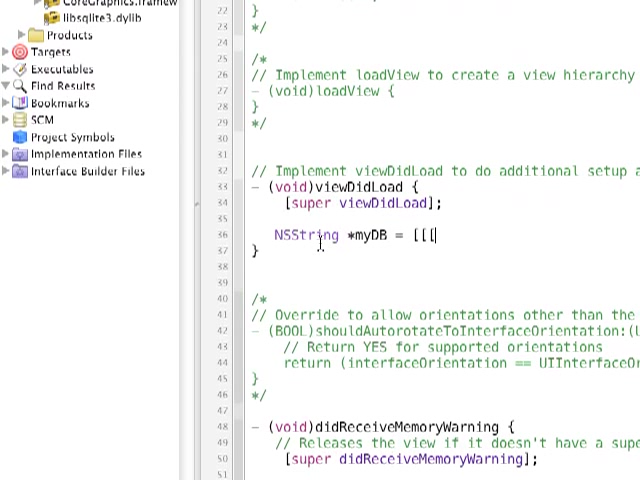 CoreGraphics.framew
libsqlite3.dylib
Products
Targets
Executables
Find Results
Bookmarks
SCM
Project Symbols
Implementation Files
Interface Builder Files
22 }
23 */
24
25 /*
26 // Implement loadView to create a view hierarchy
27 - (void)loadView {
28 }
29 */
30
31
32 // Implement viewDidLoad to do additional setup a
33 - (void)viewDidLoad {
34 [super viewDidLoad];
35
36 NSString *myDB = [[[
37 }
38
39
40 /*
41 // Override to allow orientations other than the
42 - (BOOL)shouldAutorotateToInterfaceOrientation:(U
43 // Return YES for supported orientations
44 return (interfaceOrientation == UIInterfaceOr
45 }
46 */
47
48 - (void)didReceiveMemoryWarning {
49 // Releases the view if it doesn't have a supe
50 [super didReceiveMemoryWarning];
51